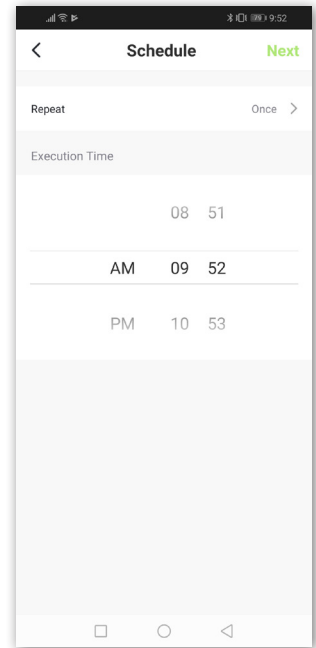 9:52
Schedule
Next
Repeat
Once
Execution Time
08 51
AM 09 52
PM 10 53